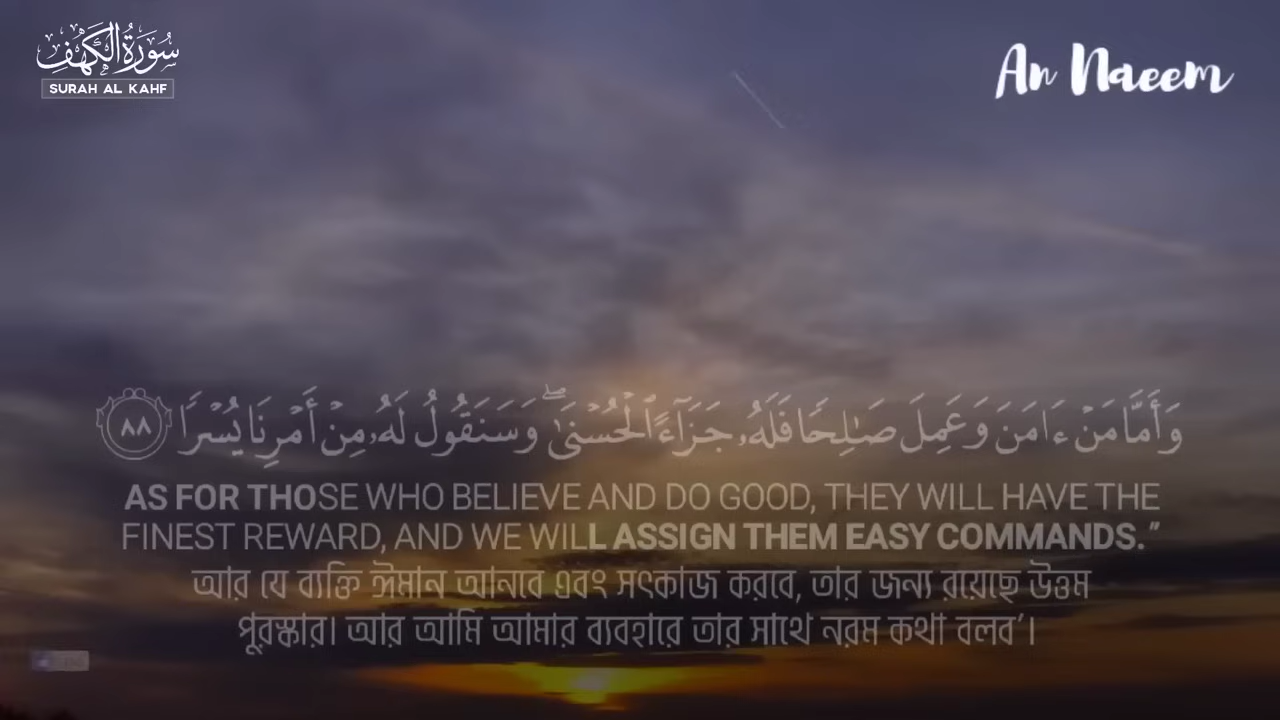 سُورَةُ الكَهْفِ
SURAH AL KAHF
An Naeem
وَأَمَّا مَنْ ءَامَنَ وَعَمِلَ صَـٰلِحًا فَلَهُۥ جَزَآءً ٱلْحُسْنَىٰ ۖ وَسَنَقُولُ لَهُۥ مِنْ أَمْرِنَا يُسْرًا ٨٨
AS FOR THOSE WHO BELIEVE AND DO GOOD, THEY WILL HAVE THE
FINEST REWARD, AND WE WILL ASSIGN THEM EASY COMMANDS.”
আর যে ব্যক্তি ঈমান আনবে এবং সৎকাজ করবে, তার জন্য রয়েছে উত্তম
পুরস্কার। আর আমি আমার ব্যবহারে তার সাথে নরম কথা বলব’।